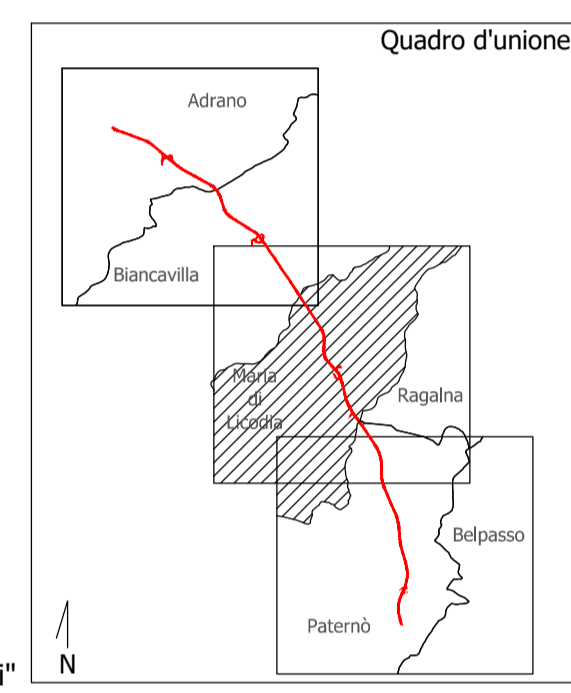 Quadro d'unione
Adrano
Biancavilla
Maria
di
Licodia
Ragalna
Belpasso
Paternò
N
i"